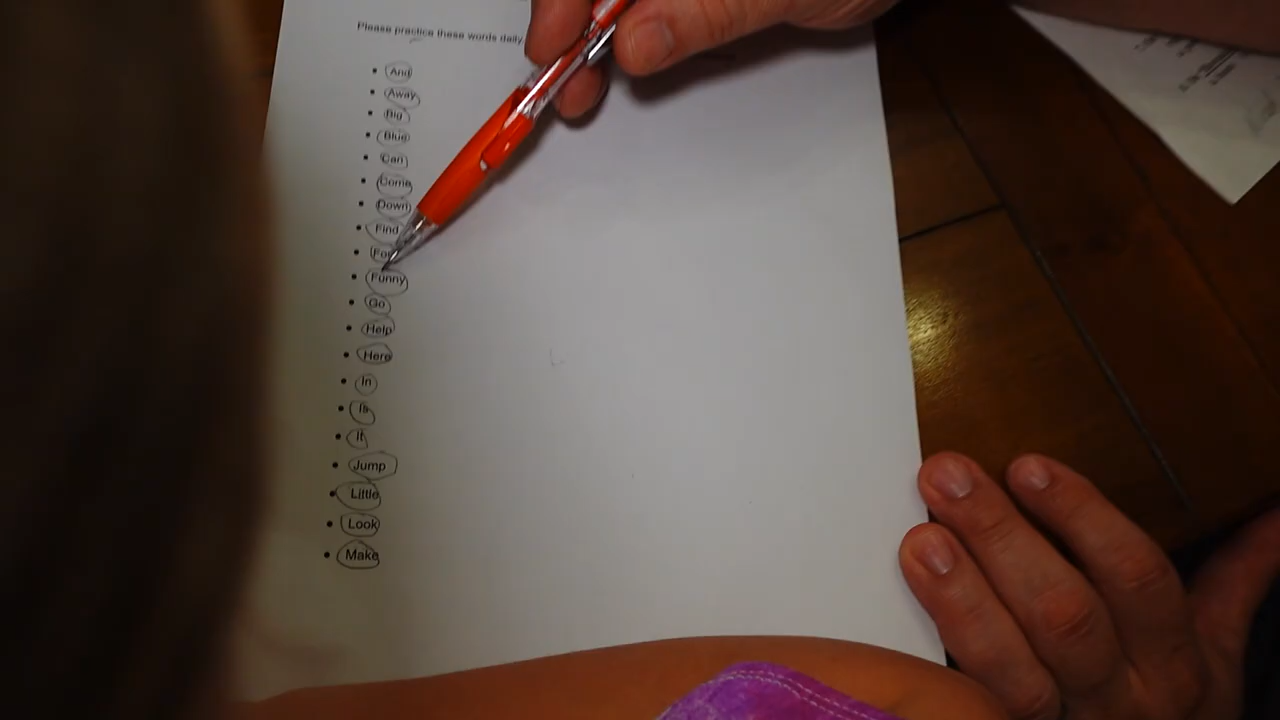 Please practice these words daily
And
Away
Big
Blue
Can
Come
Down
Find
For
Funny
Go
Help
Here
In
Is
It
Jump
Little
Look
Make